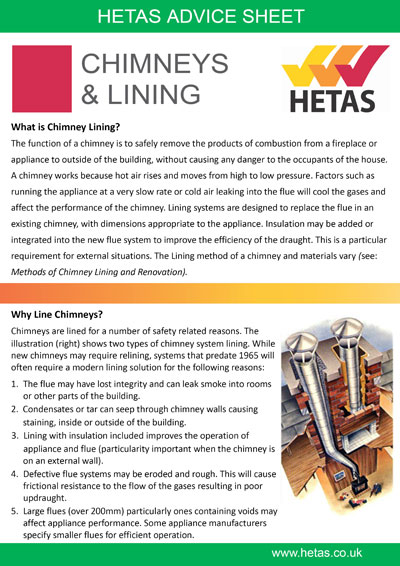 HETAS ADVICE SHEET
CHIMNEYS
& LINING
HETAS
What is Chimney Lining?
The function of a chimney is to safely remove the products of combustion from a fireplace or
appliance to outside of the building, without causing any danger to the occupants of the house.
A chimney works because hot air rises and moves from high to low pressure. Factors such as
running the appliance at a very slow rate or cold air leaking into the flue will cool the gases and
affect the performance of the chimney. Lining systems are designed to replace the flue in an
existing chimney, with dimensions appropriate to the appliance. Insulation may be added or
integrated into the new flue system to improve the efficiency of the draught. This is a particular
requirement for external situations. The Lining method of a chimney and materials vary (see:
Methods of Chimney Lining and Renovation).
Why Line Chimneys?
Chimneys are lined for a number of safety related reasons. The
illustration (right) shows two types of chimney system lining. While
new chimneys may require relining, systems that predate 1965 will
often require a modern lining solution for the following reasons:
1. The flue may have lost integrity and can leak smoke into rooms
or other parts of the building.
2. Condensates or tar can seep through chimney walls causing
staining, inside or outside of the building.
3. Lining with insulation included improves the operation of
appliance and flue (particularity important when the chimney is
on an external wall).
4. Defective flue systems may be eroded and rough. This will cause
frictional resistance to the flow of the gases resulting in poor
updraught.
5. Large flues (over 200mm) particularly ones containing voids may
affect appliance performance. Some appliance manufacturers
specify smaller flues for efficient operation.
www.hetas.co.uk